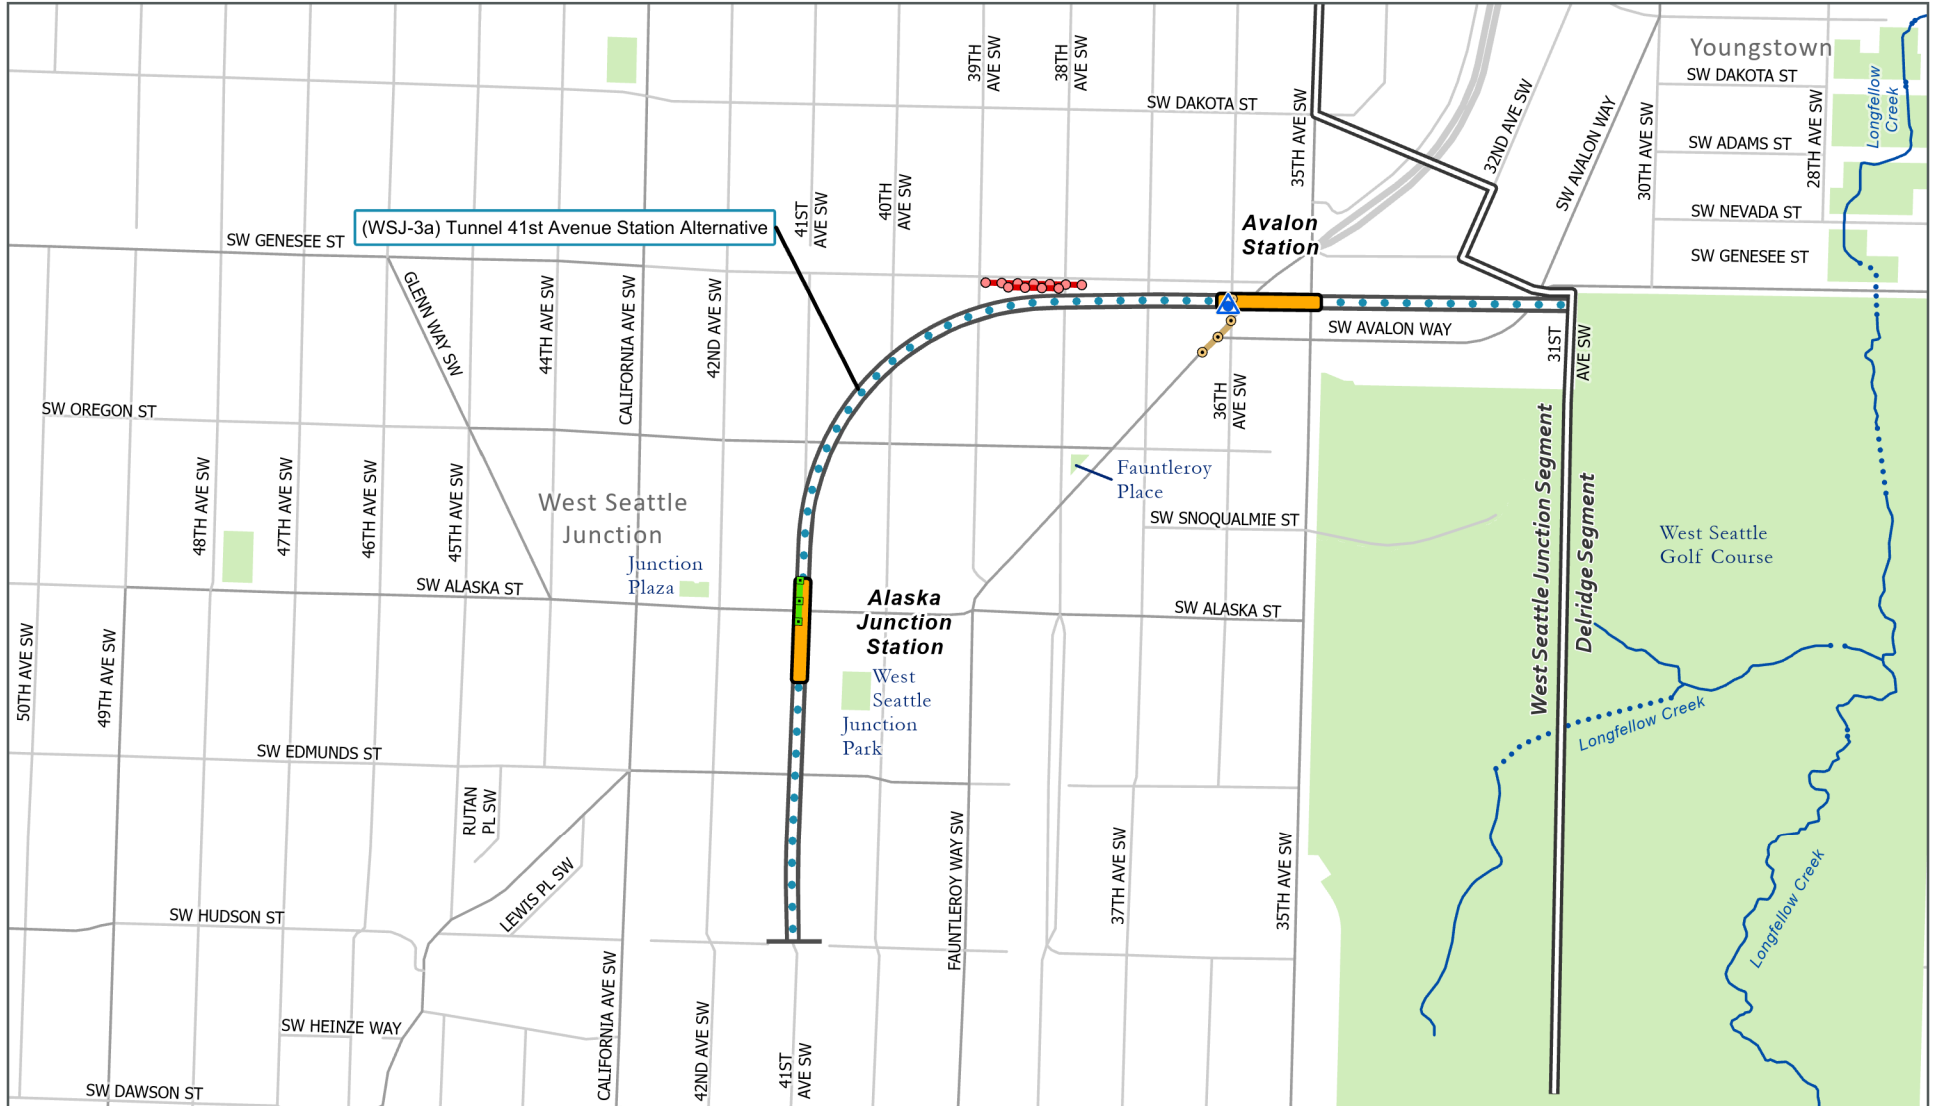 Youngstown
SW DAKOTA ST
39TH
AVE SW
38TH
AVE SW
SW DAKOTA ST
35TH AVE SW
32ND AVE SW
SW AVALON WAY
30TH AVE SW
SW ADAMS ST
28TH AVE SW
Longfellow
Creek
SW NEVADA ST
SW GENESEE ST
40TH
AVE SW
41ST
AVE SW
(WSJ-3a) Tunnel 41st Avenue Station Alternative
Avalon
Station
SW GENESEE ST
GLENN WAY SW
44TH AVE SW
CALIFORNIA AVE SW
42ND AVE SW
SW AVALON WAY
31ST
AVE SW
36TH
AVE SW
SW OREGON ST
48TH AVE SW
47TH AVE SW
46TH AVE SW
45TH AVE SW
West Seattle
Junction
Junction
Plaza
Fauntleroy
Place
SW SNOQUALMIE ST
West Seattle Junction Segment
Delridge Segment
West Seattle
Golf Course
SW ALASKA ST
Alaska
Junction
Station
SW ALASKA ST
50TH AVE SW
49TH AVE SW
West
Seattle
Junction
Park
Longfellow Creek
SW EDMUNDS ST
RUTAN
PL SW
LEWIS PL SW
FAUNTLEROY WAY SW
37TH AVE SW
35TH AVE SW
Longfellow Creek
SW HUDSON ST
CALIFORNIA AVE SW
42ND AVE SW
41ST
AVE SW
SW HEINZE WAY
SW DAWSON ST